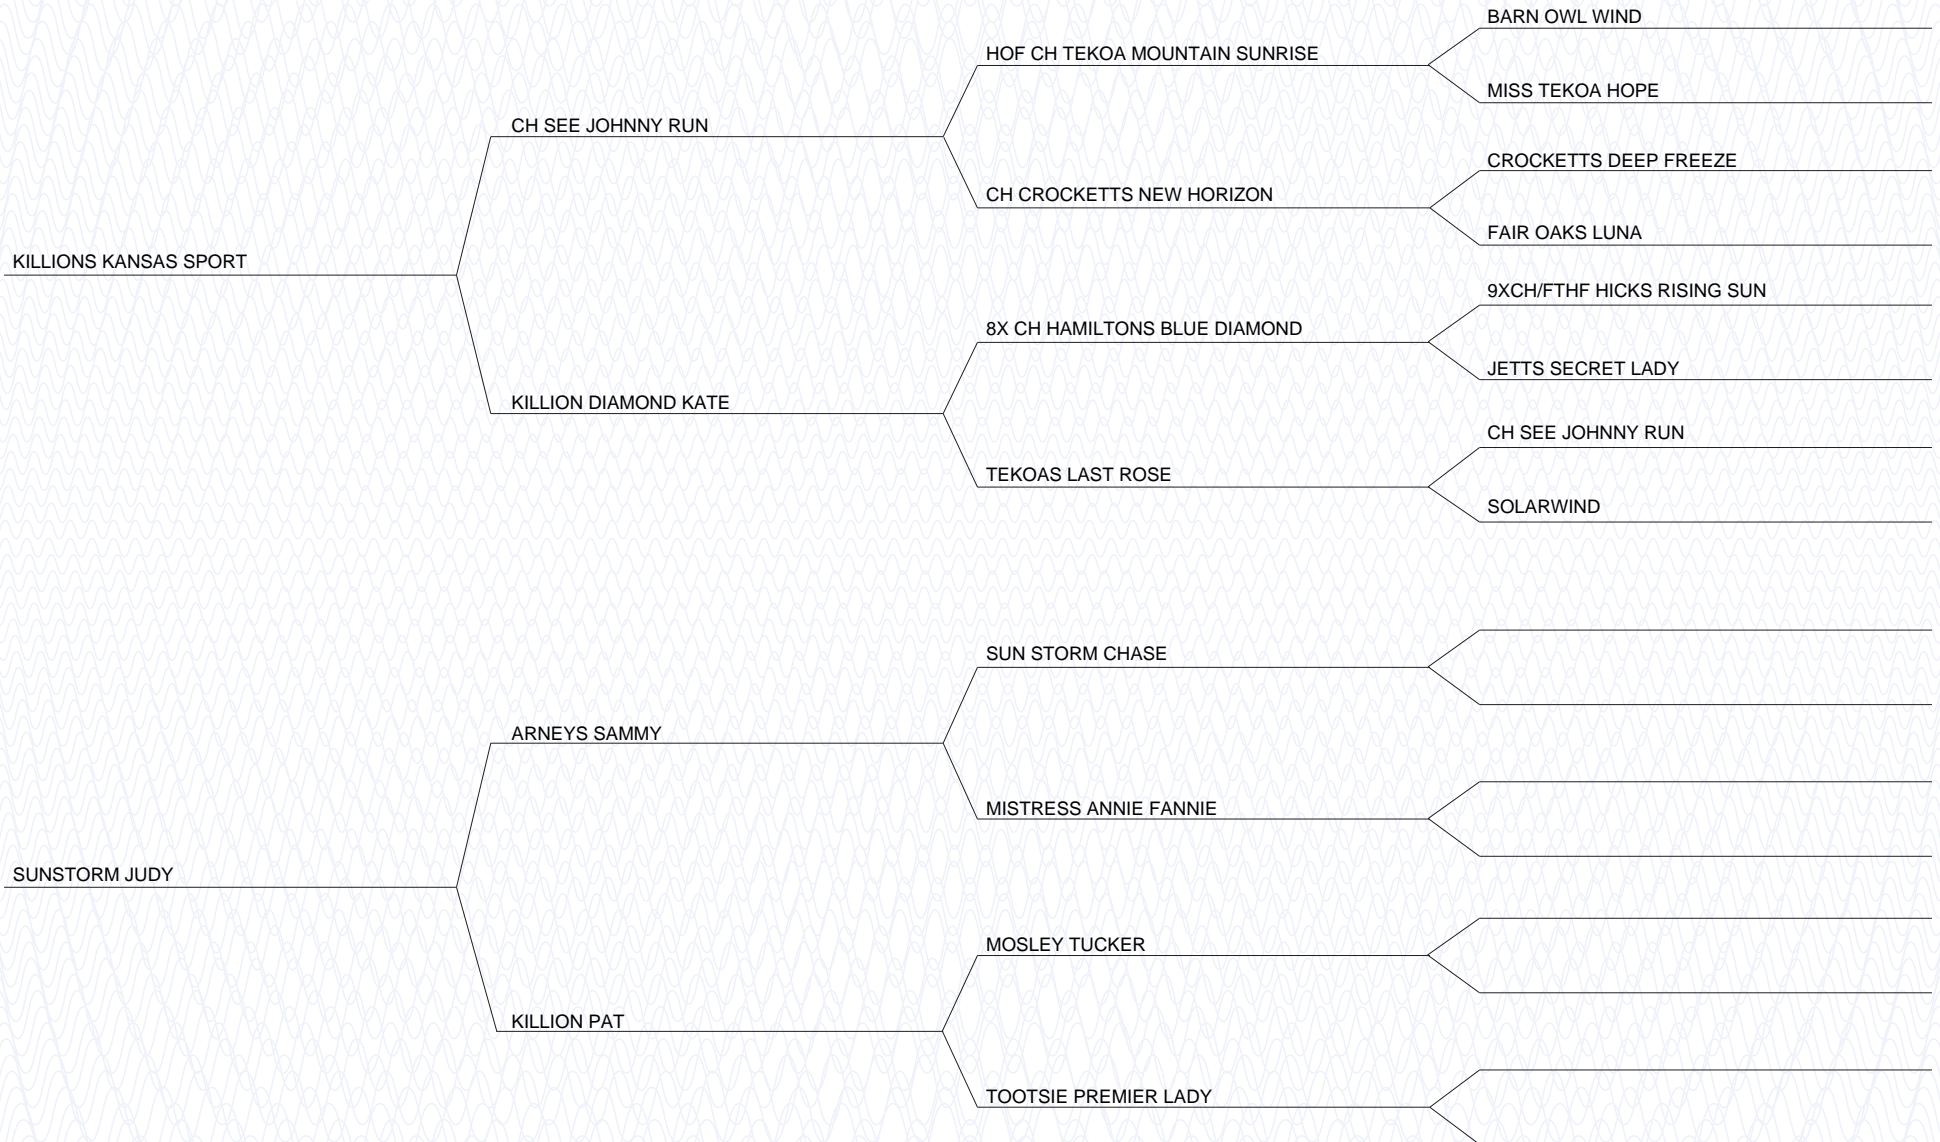 BARN OWL WIND
HOF CH TEKOA MOUNTAIN SUNRISE
MISS TEKOA HOPE
CH SEE JOHNNY RUN
CROCKETTS DEEP FREEZE
CH CROCKETTS NEW HORIZON
FAIR OAKS LUNA
KILLIONS KANSAS SPORT
9XCH/FTHF HICKS RISING SUN
8X CH HAMILTONS BLUE DIAMOND
JETTS SECRET LADY
KILLION DIAMOND KATE
CH SEE JOHNNY RUN
TEKOAS LAST ROSE
SOLARWIND
SUN STORM CHASE
ARNEYS SAMMY
MISTRESS ANNIE FANNIE
SUNSTORM JUDY
MOSLEY TUCKER
KILLION PAT
TOOTSIE PREMIER LADY